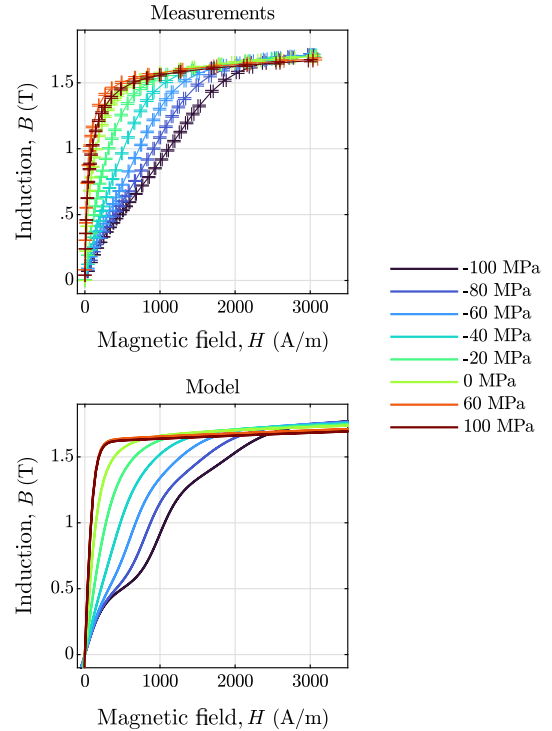 Measurements
1.5
1
.5
0
0 1000 2000 3000
Induction, B (T)
Magnetic field, H (A/m)
-100 MPa
-80 MPa
-60 MPa
-40 MPa
-20 MPa
0 MPa
60 MPa
100 MPa
Model
1.5
1
0.5
0
0 1000 2000 3000
Induction, B (T)
Magnetic field, H (A/m)